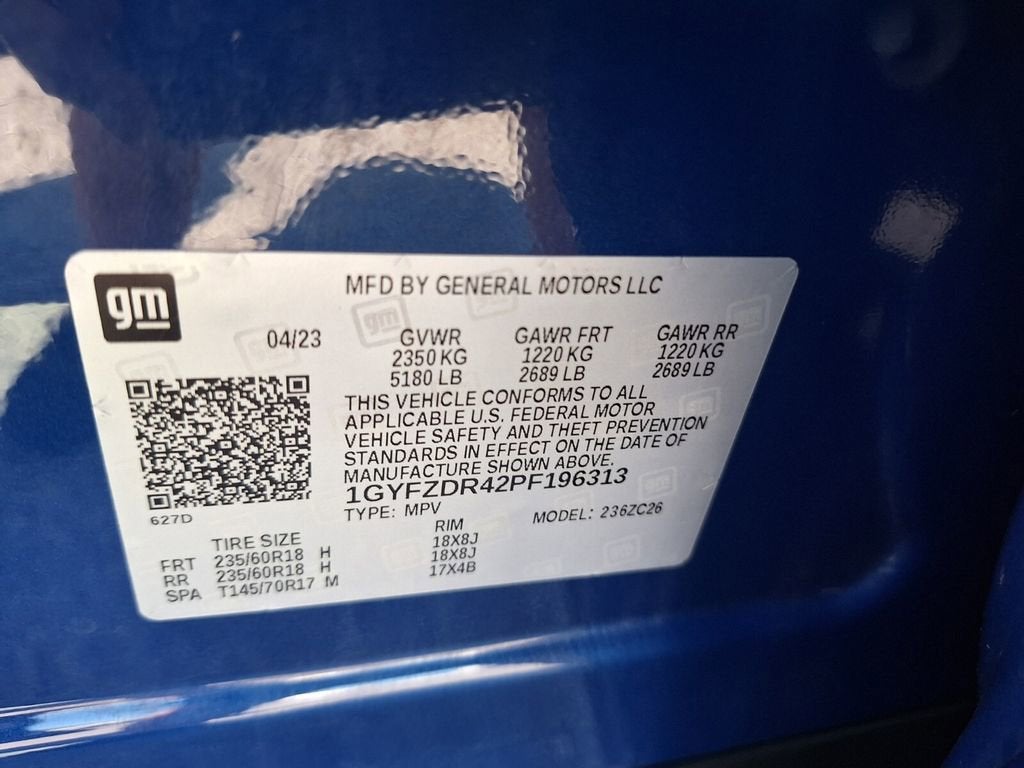 gm
MFD BY GENERAL MOTORS LLC
04/23 GVWR GAWR FRT GAWR RR
2350 KG 1220 KG 1220 KG
5180 LB 2689 LB 2689 LB
THIS VEHICLE CONFORMS TO ALL
APPLICABLE U.S. FEDERAL MOTOR
VEHICLE SAFETY AND THEFT PREVENTION
STANDARDS IN EFFECT ON THE DATE OF
MANUFACTURE SHOWN ABOVE.
1GYFZDR42PF196313
627D
TYPE: MPV MODEL: 236ZC26
TIRE SIZE RIM
FRT 235/60R18 H 18X8J
RR 235/60R18 H 18X8J
SPA T145/70R17 M 17X4B